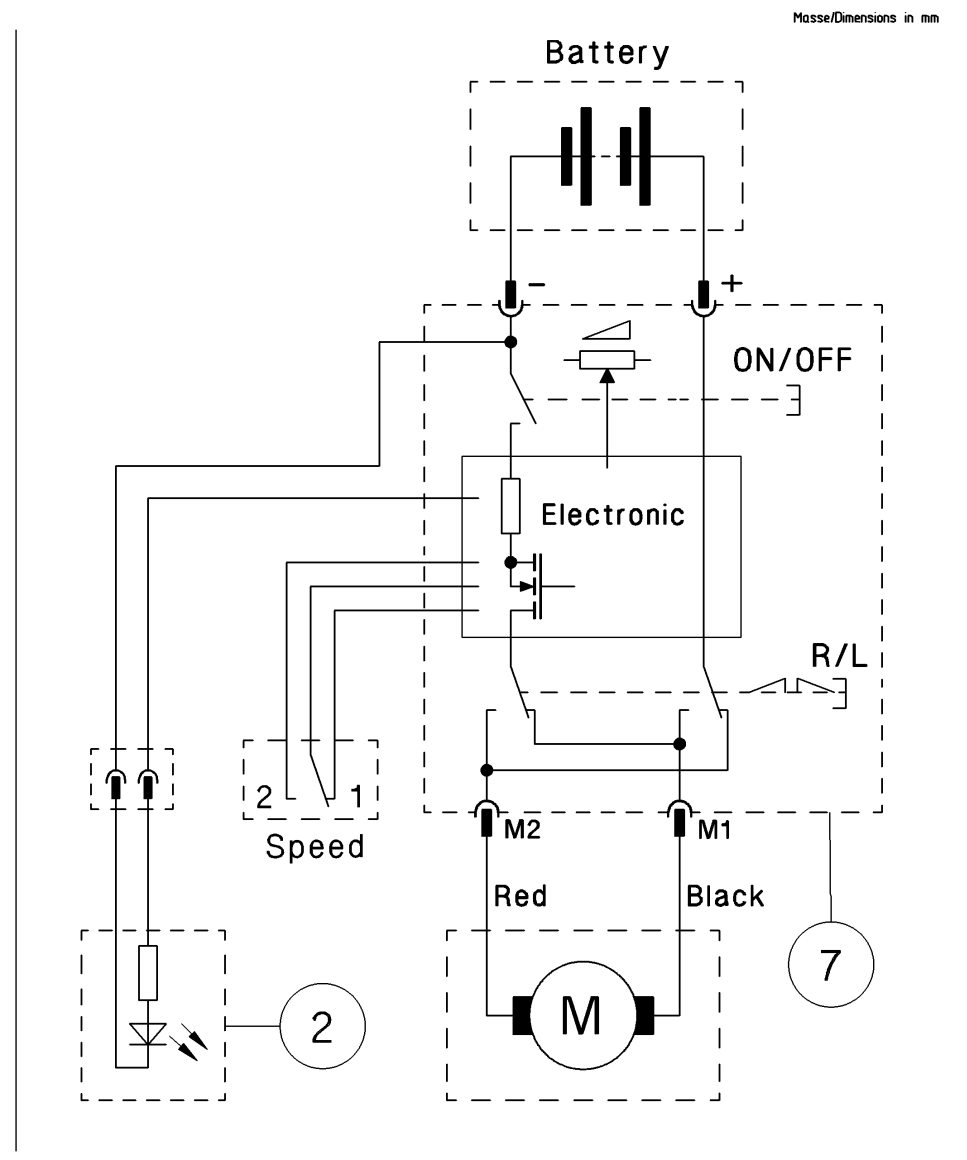 Masse/Dimensions in mm
Battery
- +
ON/OFF
Electronic
R/L
2 1
Speed
M2 M1
Red Black
7
M
2